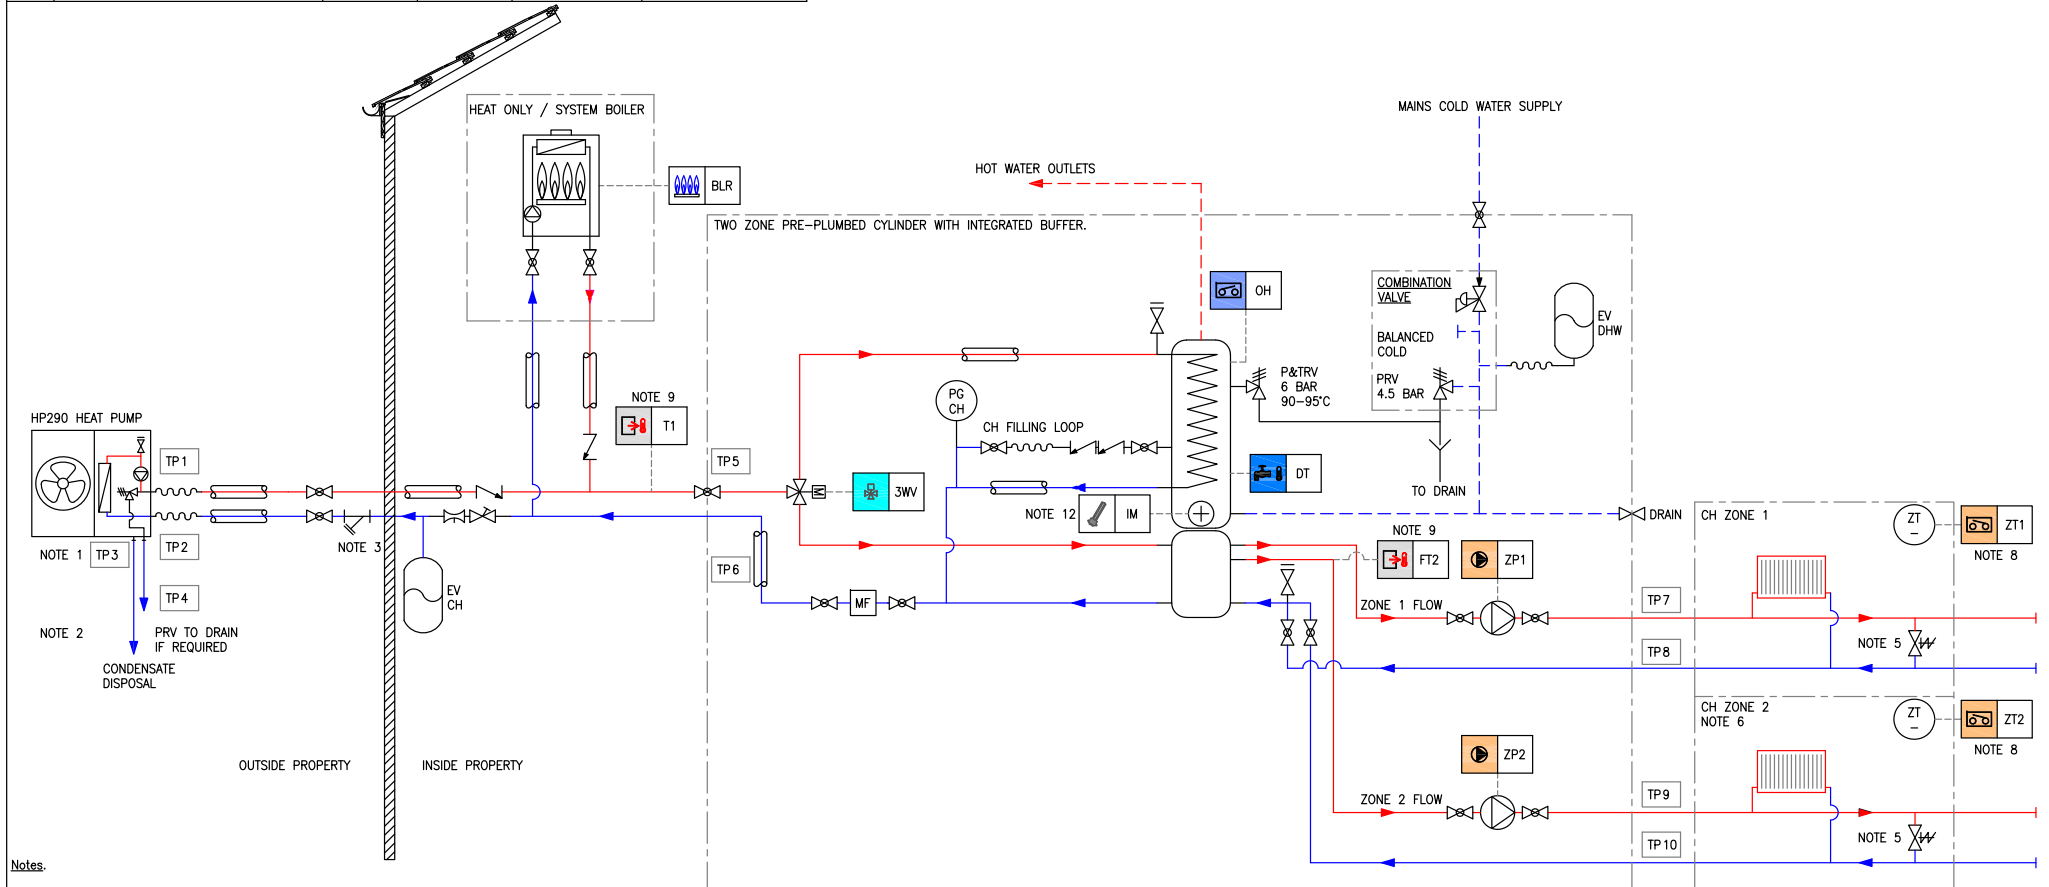 HEAT ONLY / SYSTEM BOILER
BLR
MAINS COLD WATER SUPPLY
HOT WATER OUTLETS
TWO ZONE PRE-PLUMBED CYLINDER WITH INTEGRATED BUFFER.
OH
COMBINATION
VALVE
BALANCED
COLD
PRV
4.5 BAR
EV
DHW
P&TRV
6 BAR
90-95°C
TO DRAIN
DRAIN
PG
CH
CH FILLING LOOP
NOTE 9
T1
HP290 HEAT PUMP
TP1
TP2
TP3
TP4
TP5
TP6
3WV
M
DT
NOTE 12
IM
NOTE 1
NOTE 2
NOTE 3
EV
CH
PRV TO DRAIN
IF REQUIRED
CONDENSATE
DISPOSAL
MF
NOTE 9
FT2
ZP1
ZONE 1 FLOW
CH ZONE 1
ZT
-
ZT1
NOTE 8
TP7
TP8
NOTE 5
CH ZONE 2
NOTE 6
ZT
-
ZT2
NOTE 8
ZP2
ZONE 2 FLOW
TP9
TP10
NOTE 5
OUTSIDE PROPERTY
INSIDE PROPERTY
Notes.